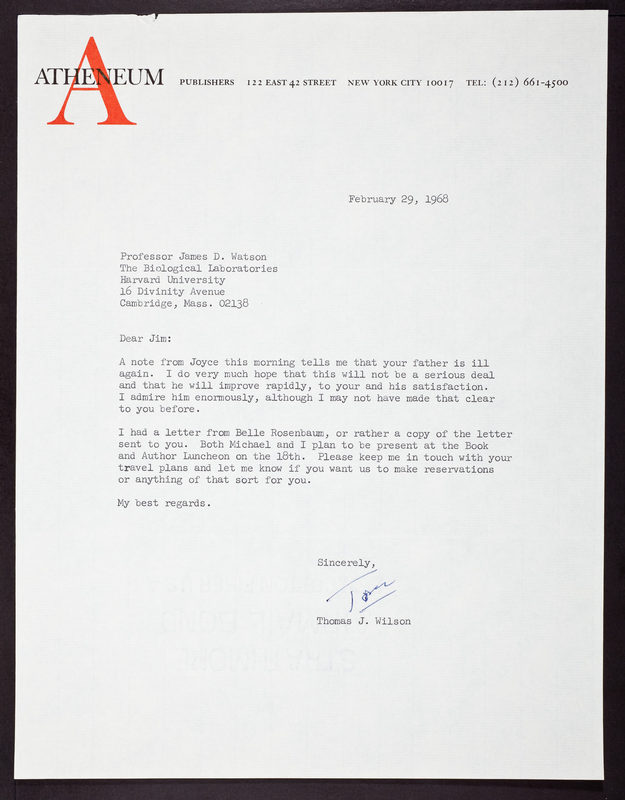 ATHENEUM PUBLISHERS 122 EAST 42 STREET NEW YORK CITY 10017 TEL: (212) 661-4500
February 29, 1968
Professor James D. Watson
The Biological Laboratories
Harvard University
16 Divinity Avenue
Cambridge, Mass. 02138
Dear Jim:
A note from Joyce this morning tells me that your father is ill
again. I do very much hope that this will not be a serious deal
and that he will improve rapidly, to your and his satisfaction.
I admire him enormously, although I may not have made that clear
to you before.
I had a letter from Belle Rosenbaum, or rather a copy of the letter
sent to you. Both Michael and I plan to be present at the Book
and Author Luncheon on the 18th. Please keep me in touch with your
travel plans and let me know if you want us to make reservations
or anything of that sort for you.
My best regards.
Sincerely,
Tom
Thomas J. Wilson